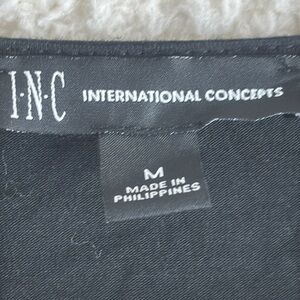 I·N·C INTERNATIONAL CONCEPTS
M
MADE IN
PHILIPPINES